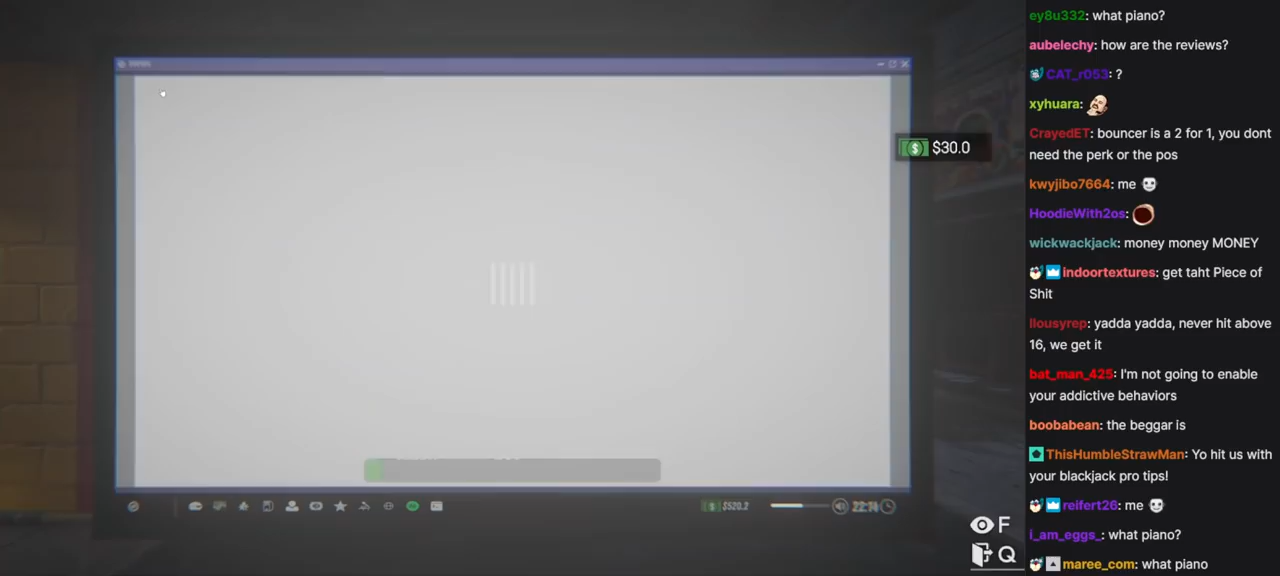 $30.0
$520.2
22:14
F
Q
ey8u332: what piano?
aubelechy: how are the reviews?
CAT_r053: ?
xyhuara:
CrayedET: bouncer is a 2 for 1, you dont
need the perk or the pos
kwyjibo7664: me
HoodieWith2os:
wickwackjack: money money MONEY
indoortextures: get taht Piece of
Shit
llousyrep: yadda yadda, never hit above
16, we get it
bat_man_425: I'm not going to enable
your addictive behaviors
boobabean: the beggar is
ThisHumbleStrawMan: Yo hit us with
your blackjack pro tips!
reifert26: me
i_am_eggs_: what piano?
maree_com: what piano